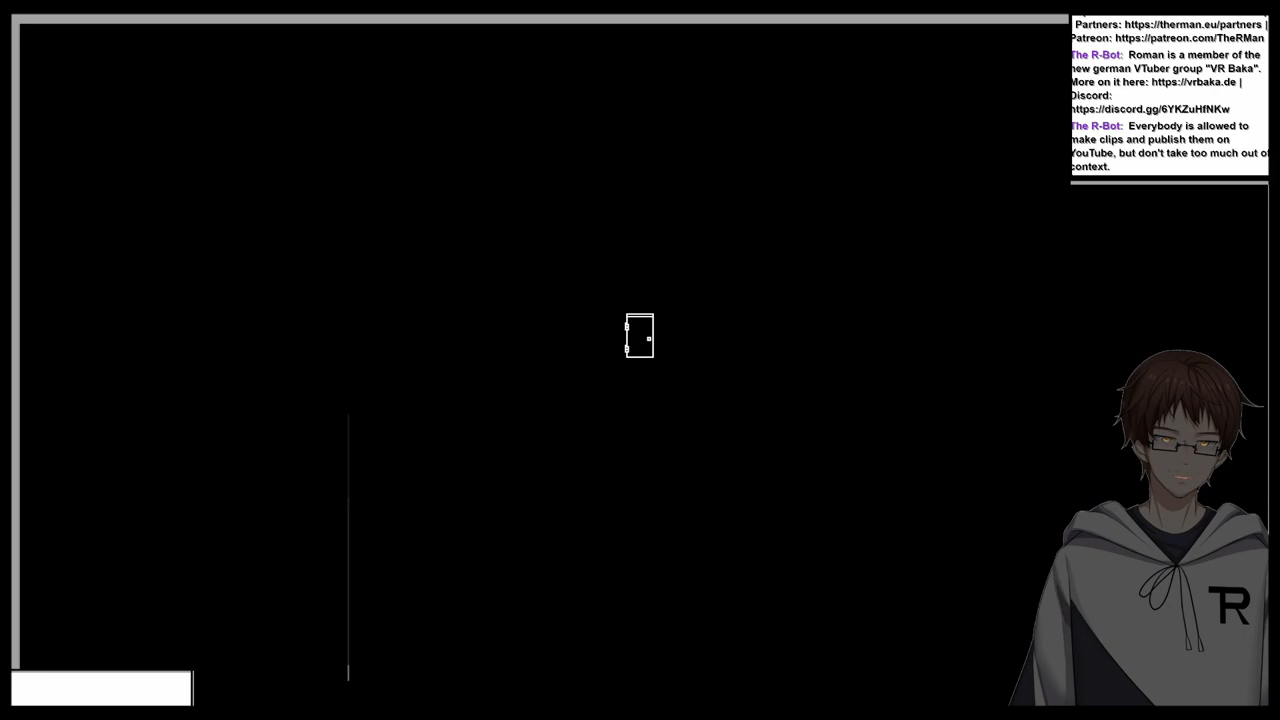 Partners: https://therman.eu/partners |
Patreon: https://patreon.com/TheRMan
The R-Bot: Roman is a member of the
new german VTuber group "VR Baka".
More on it here: https://vrbaka.de |
Discord:
https://discord.gg/6YKZuHfNKw
The R-Bot: Everybody is allowed to
make clips and publish them on
YouTube, but don't take too much out of
context.
TR